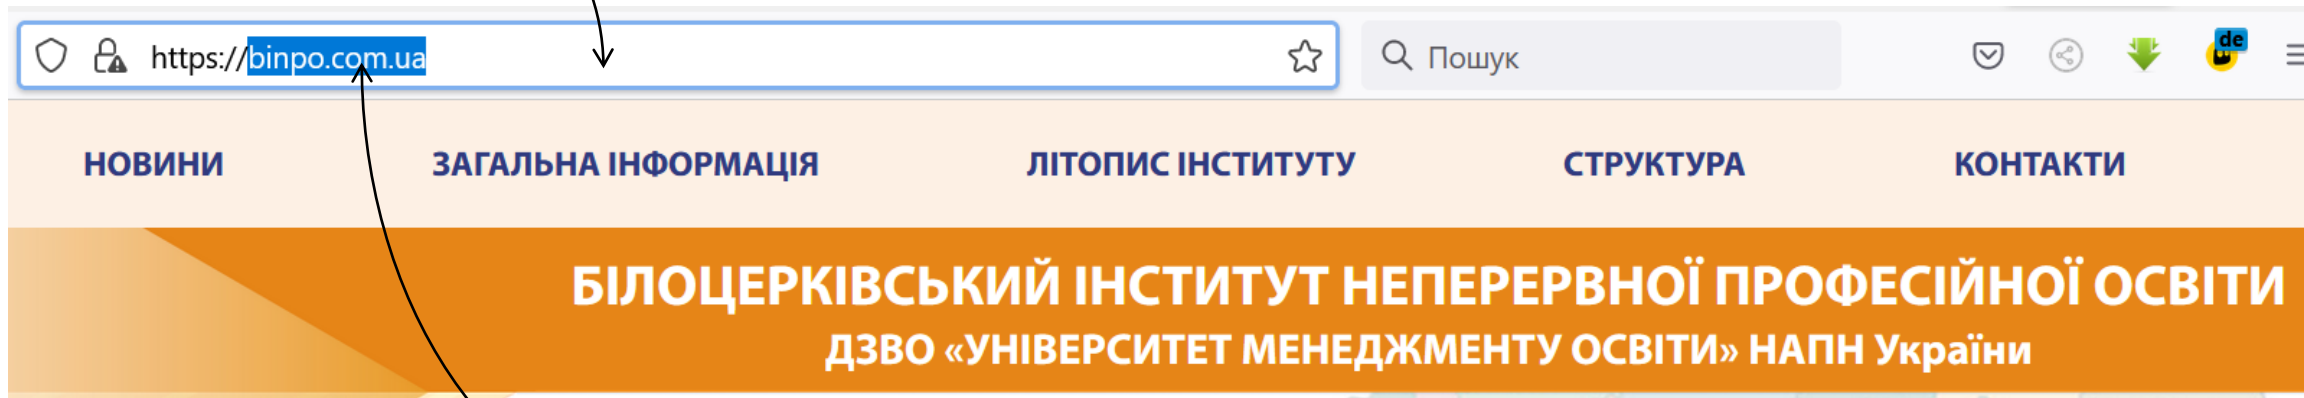 https://binpo.com.ua Пошук de
НОВИНИ ЗАГАЛЬНА ІНФОРМАЦІЯ ЛІТОПИС ІНСТИТУТУ СТРУКТУРА КОНТАКТИ
БІЛОЦЕРКІВСЬКИЙ ІНСТИТУТ НЕПЕРЕРВНОЇ ПРОФЕСІЙНОЇ ОСВІТИ
ДЗВО «УНІВЕРСИТЕТ МЕНЕДЖМЕНТУ ОСВІТИ» НАПН України